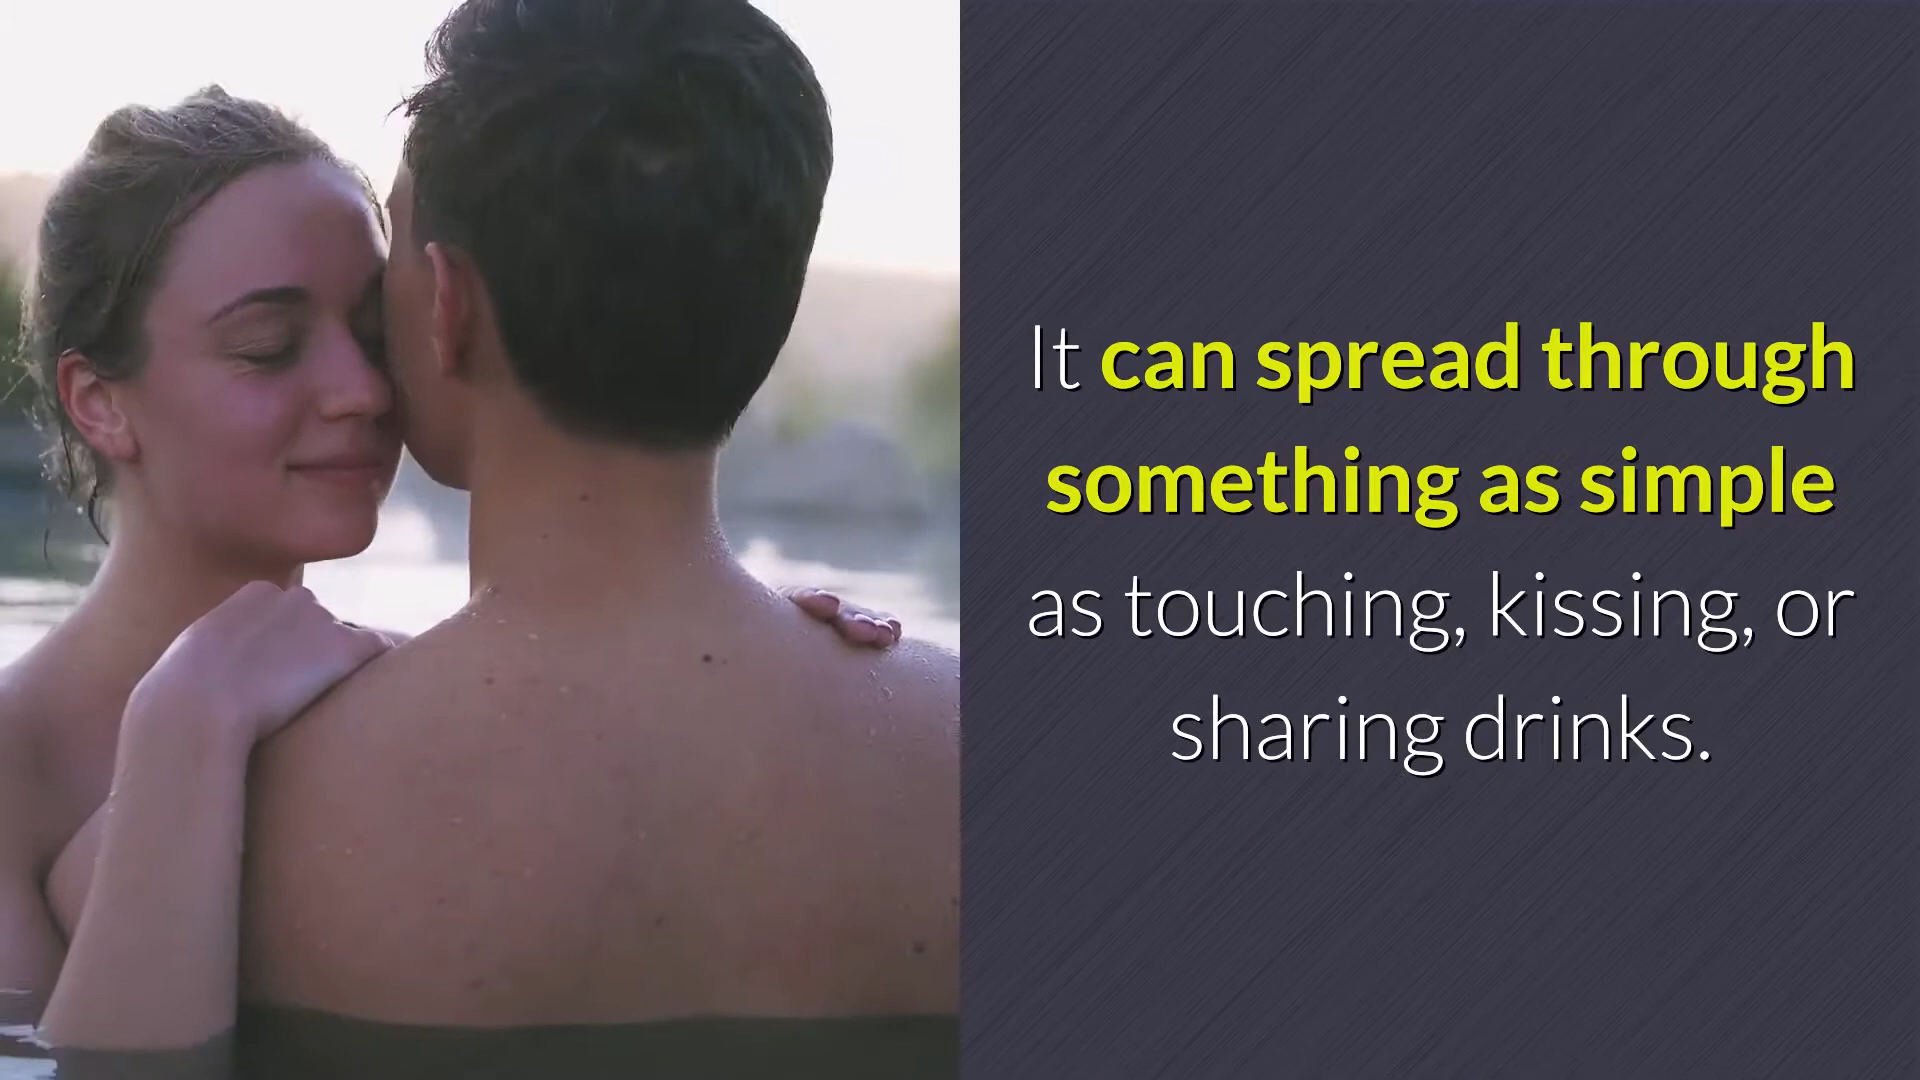 It can spread through
something as simple
as touching, kissing, or
sharing drinks.